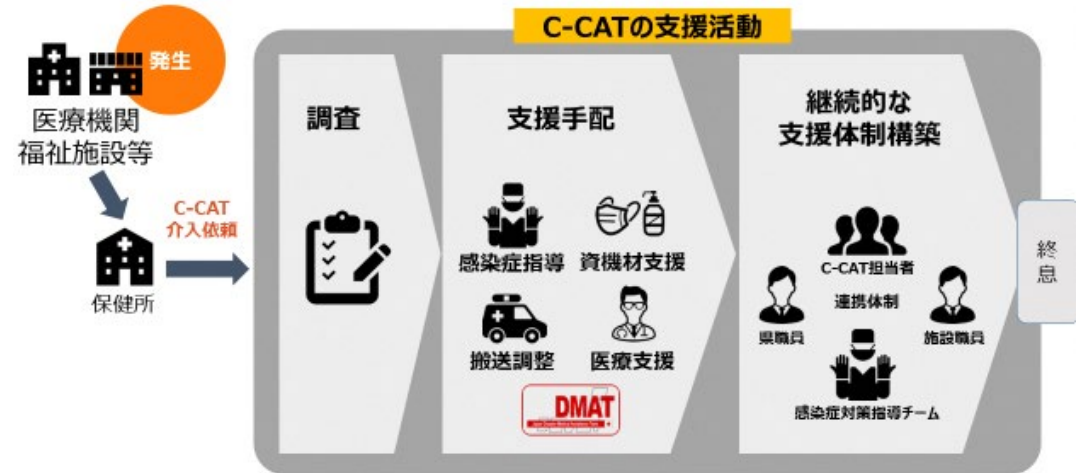 C-CATの支援活動
発生
医療機関
福祉施設等
C-CAT
介入依頼
保健所
調査
支援手配
感染症指導
資機材支援
搬送調整
医療支援
DMAT
継続的な
支援体制構築
C-CAT担当者
連携体制
県職員
施設職員
感染症対策指導チーム
終
息